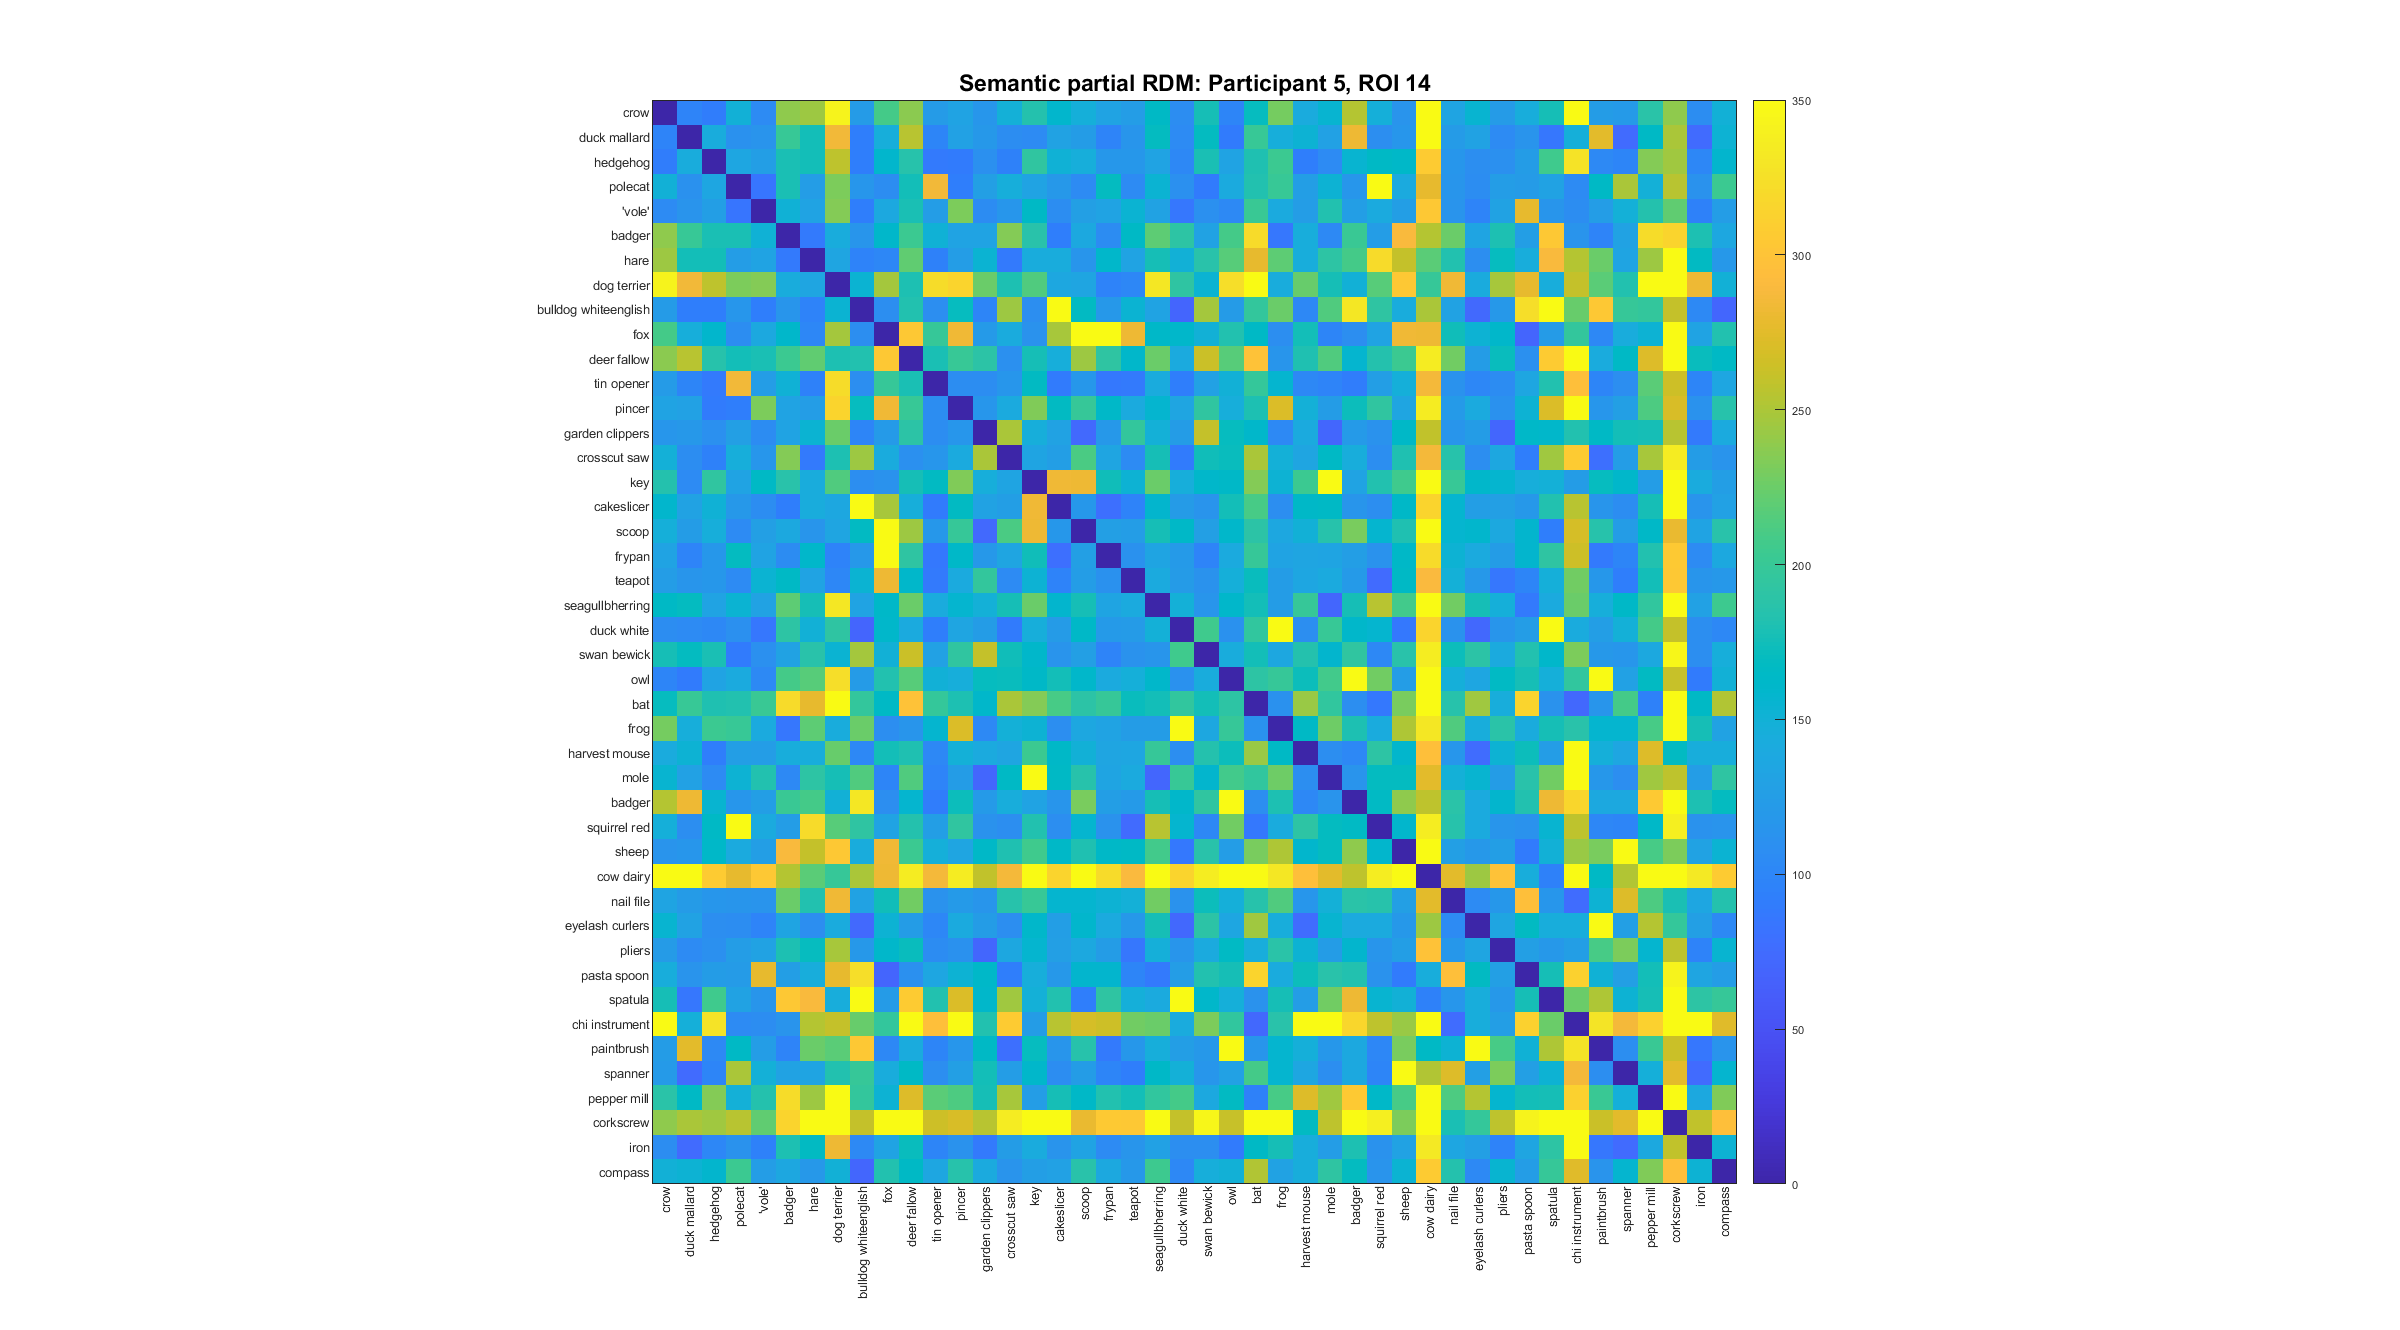 Semantic partial RDM: Participant 5, ROI 14
crow
duck mallard
hedgehog
polecat
'vole'
badger
hare
dog terrier
bulldog whiteenglish
fox
deer fallow
tin opener
pincer
garden clippers
crosscut saw
key
cakeslicer
scoop
frypan
teapot
seagullbherring
duck white
swan bewick
owl
bat
frog
harvest mouse
mole
badger
squirrel red
sheep
cow dairy
nail file
eyelash curlers
pliers
pasta spoon
spatula
chi instrument
paintbrush
spanner
pepper mill
corkscrew
iron
compass
crow
duck mallard
hedgehog
polecat
'vole'
badger
hare
dog terrier
bulldog whiteenglish
fox
deer fallow
tin opener
pincer
garden clippers
crosscut saw
key
cakeslicer
scoop
frypan
teapot
seagullbherring
duck white
swan bewick
owl
bat
frog
harvest mouse
mole
badger
squirrel red
sheep
cow dairy
nail file
eyelash curlers
pliers
pasta spoon
spatula
chi instrument
paintbrush
spanner
pepper mill
corkscrew
iron
compass
350
300
250
200
150
100
50
0